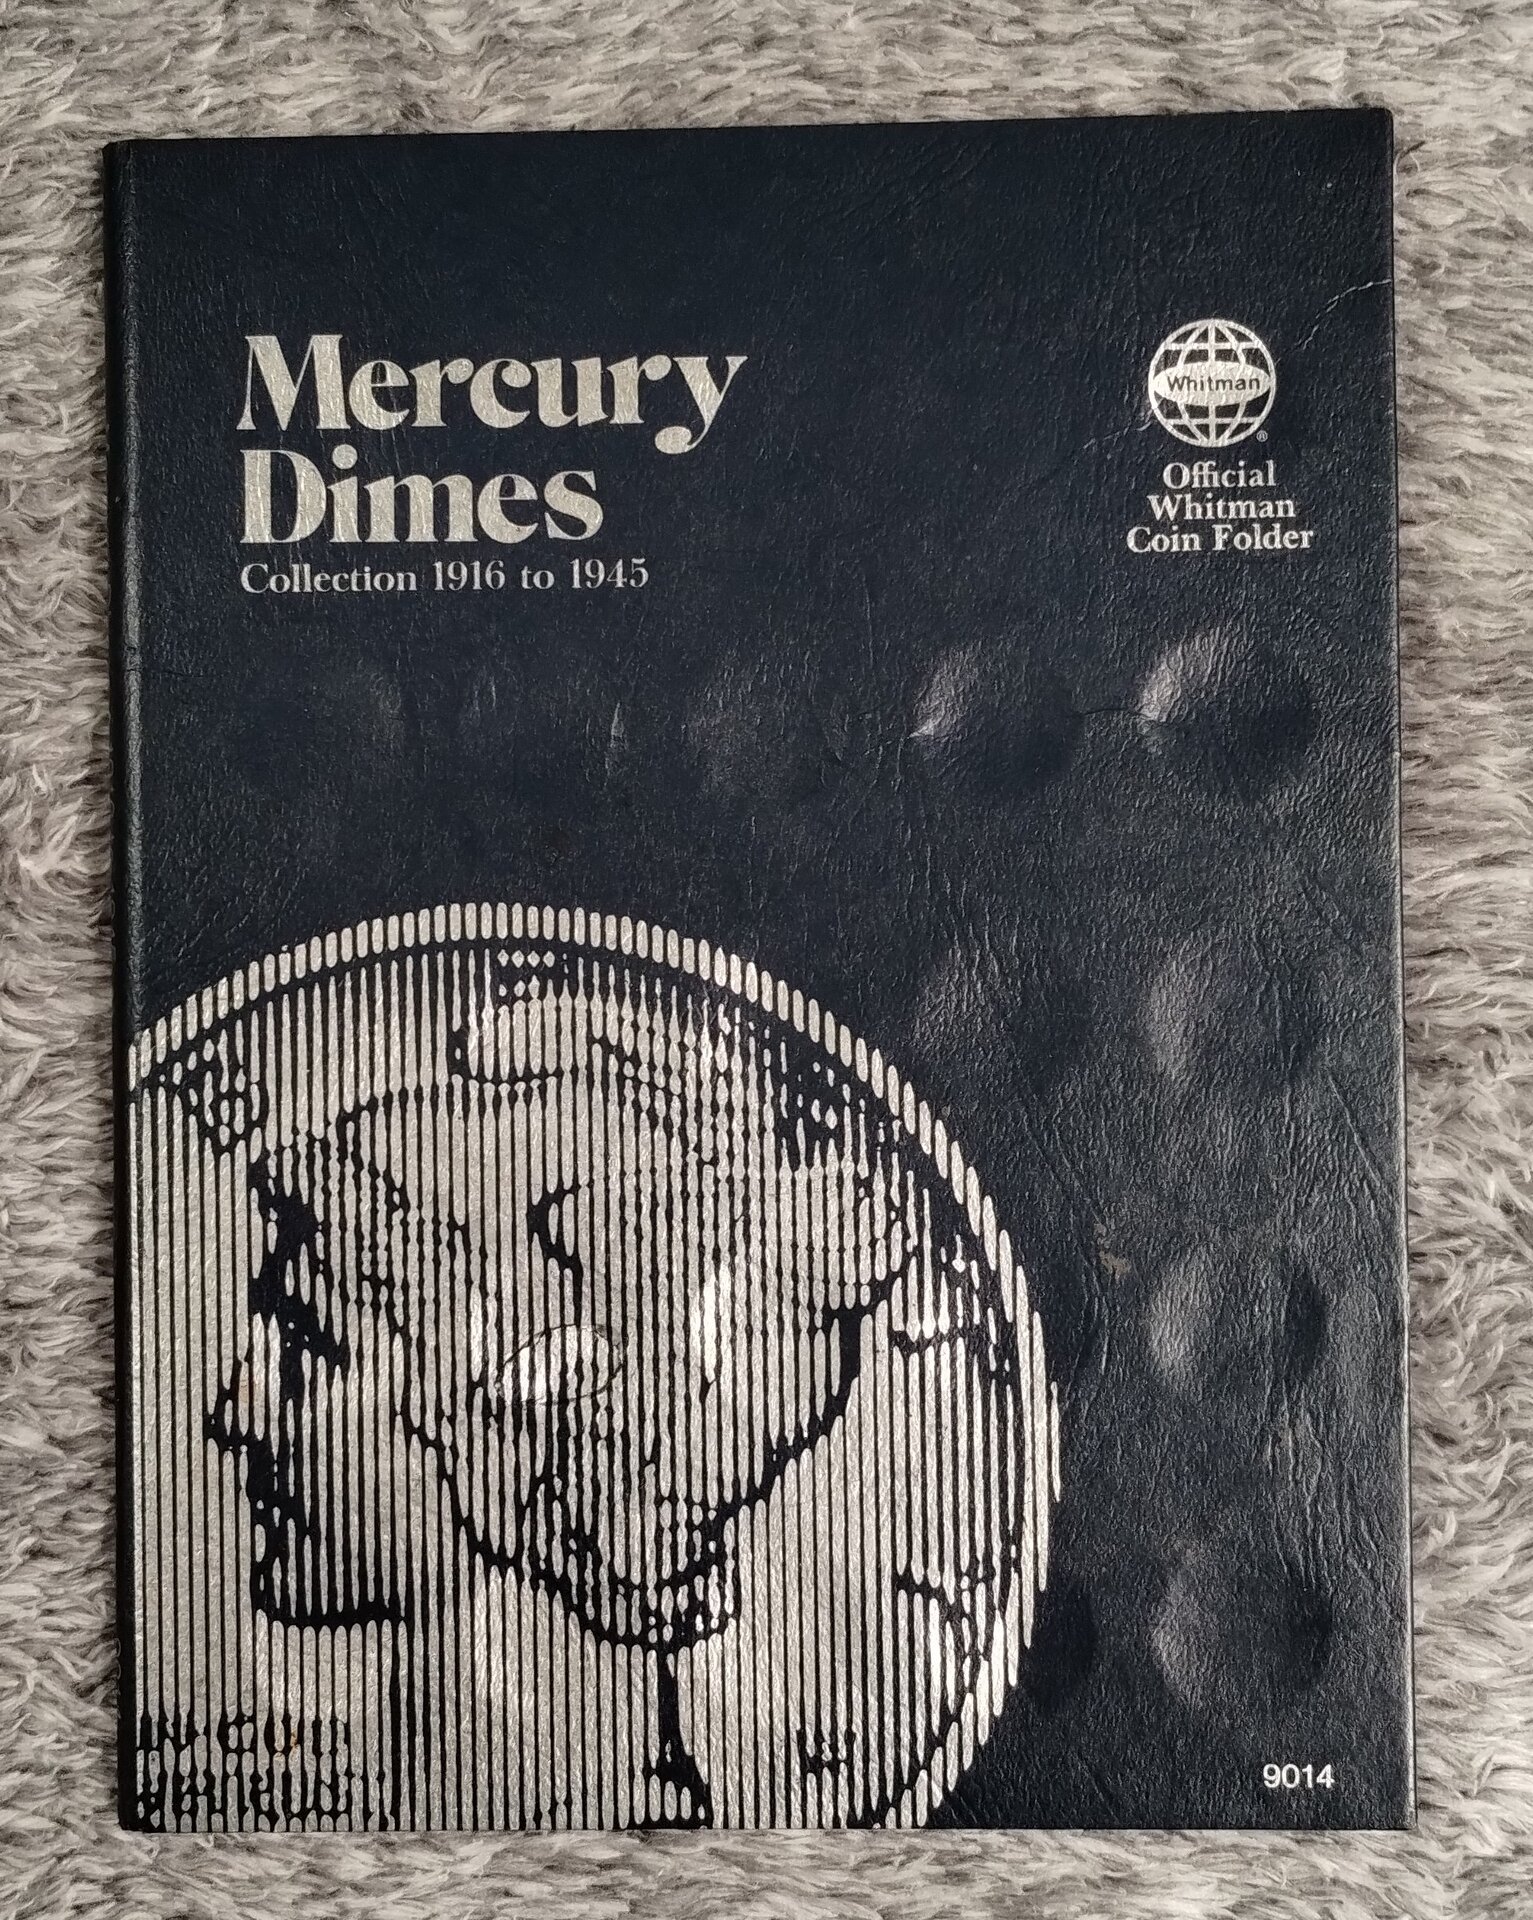 Mercury
Dimes
Collection 1916 to 1945
Whitman
®
Official
Whitman
Coin Folder
9014